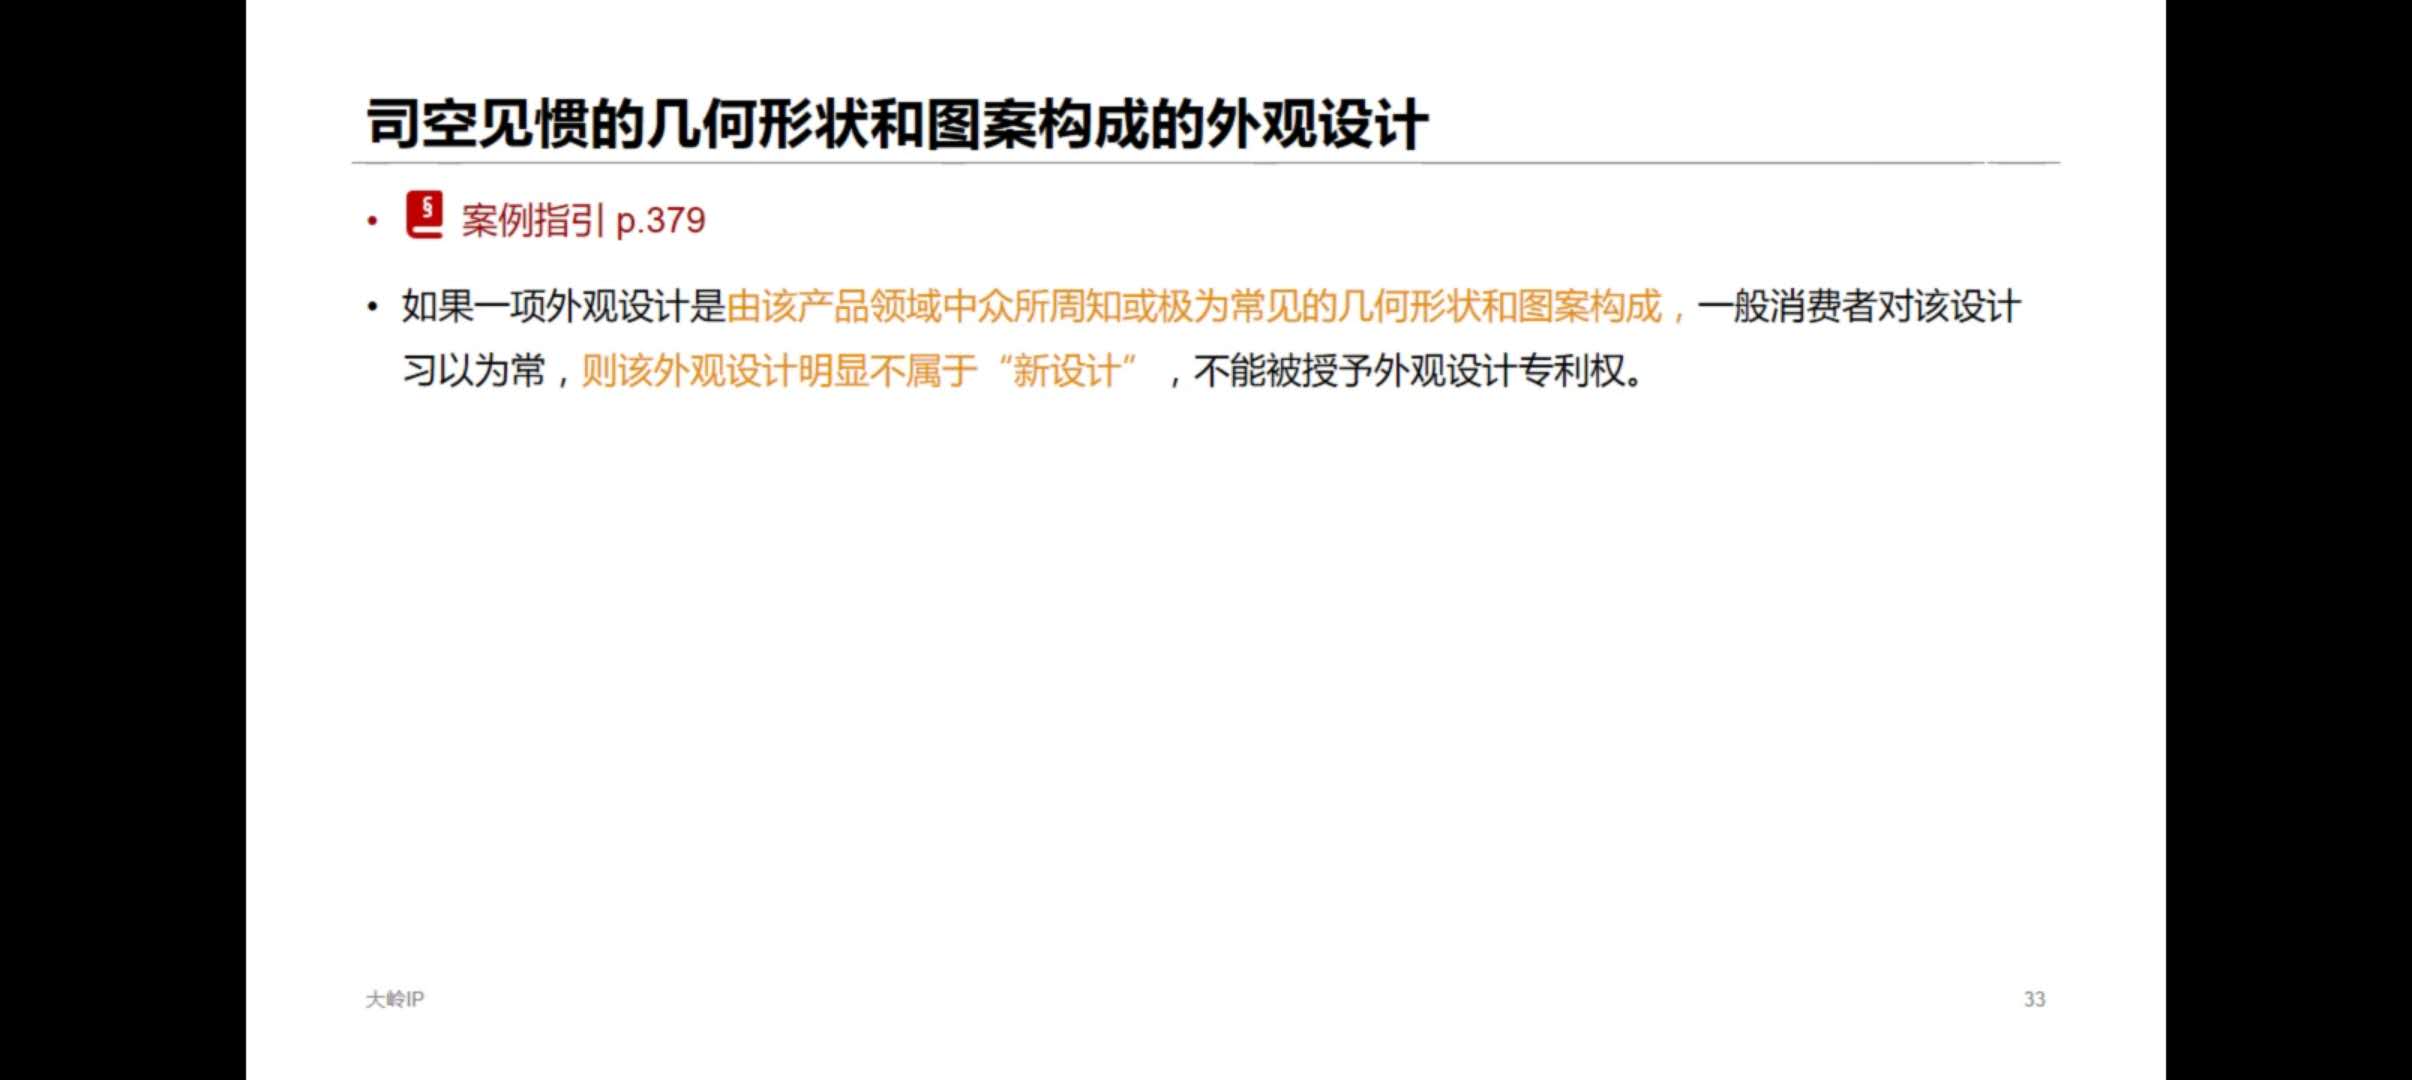 司空见惯的几何形状和图案构成的外观设计
• § 案例指引 p.379
• 如果一项外观设计是由该产品领域中众所周知或极为常见的几何形状和图案构成，一般消费者对该设计
习以为常，则该外观设计明显不属于“新设计”，不能被授予外观设计专利权。
大岭IP
33